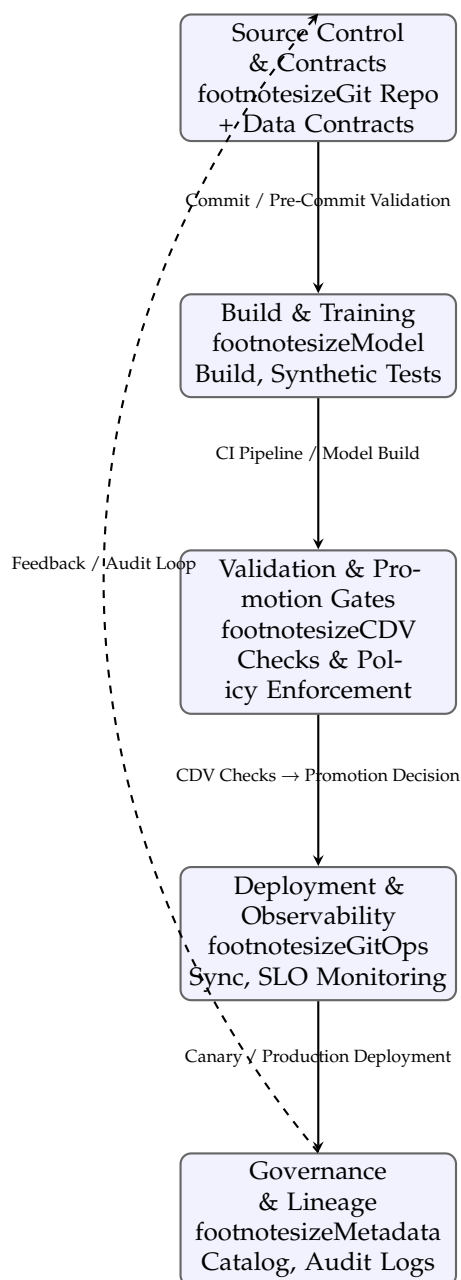 Source Control
& Contracts
footnotesizeGit Repo
+ Data Contracts
Commit / Pre-Commit Validation
Build & Training
footnotesizeModel
Build, Synthetic Tests
CI Pipeline / Model Build
Feedback / Audit Loop
Validation & Pro-
motion Gates
footnotesizeCDV
Checks & Pol-
icy Enforcement
CDV Checks → Promotion Decision
Deployment &
Observability
footnotesizeGitOps
Sync, SLO Monitoring
Canary / Production Deployment
Governance
& Lineage
footnotesizeMetadata
Catalog, Audit Logs